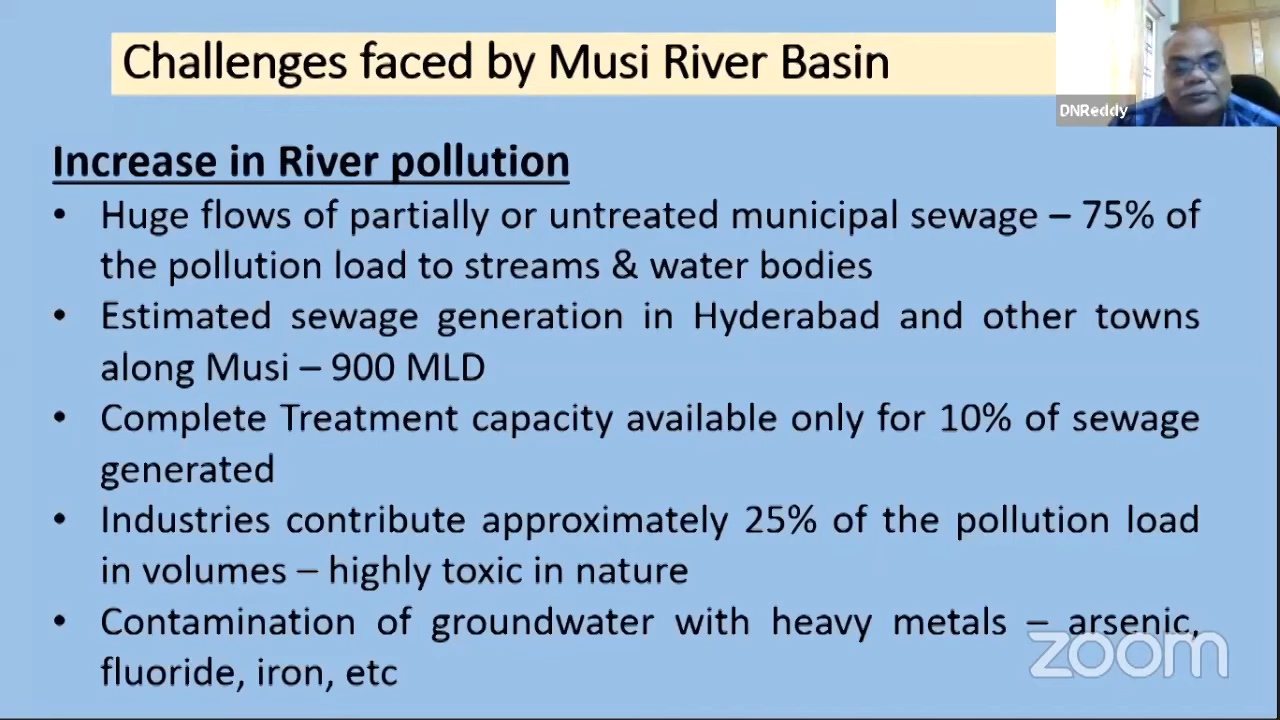 Challenges faced by Musi River Basin
DNReddy
Increase in River pollution
• Huge flows of partially or untreated municipal sewage – 75% of
the pollution load to streams & water bodies
• Estimated sewage generation in Hyderabad and other towns
along Musi – 900 MLD
• Complete Treatment capacity available only for 10% of sewage
generated
• Industries contribute approximately 25% of the pollution load
in volumes – highly toxic in nature
• Contamination of groundwater with heavy metals – arsenic,
fluoride, iron, etc
zoom